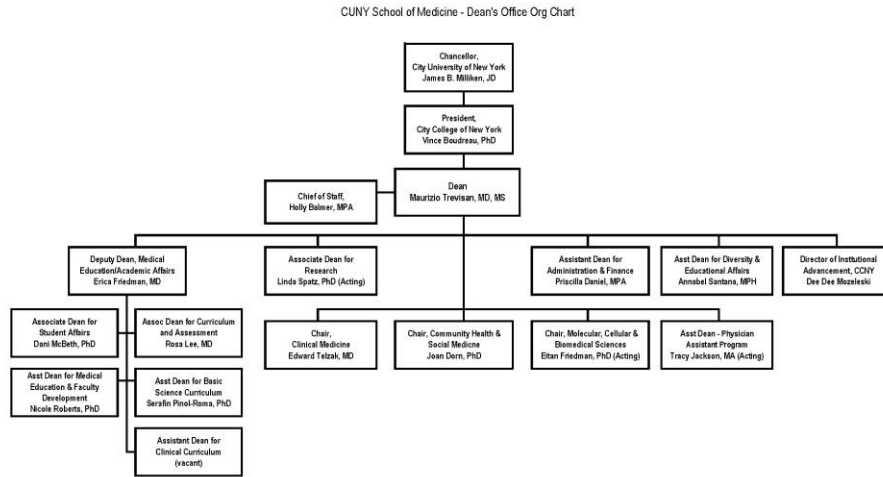 CUNY School of Medicine - Dean's Office Org Chart
Chancellor,
City University of New York
James B. Milliken, JD
President,
City College of New York
Vince Boudreau, PhD
Dean
Maurizio Trevisan, MD, MS
Chief of Staff,
Holly Balmer, MPA
Deputy Dean, Medical
Education/Academic Affairs
Erica Friedman, MD
Associate Dean for
Research
Linda Spatz, PhD (Acting)
Assistant Dean for
Administration & Finance
Priscilla Daniel, MPA
Asst Dean for Diversity &
Educational Affairs
Annabel Santana, MPH
Director of Insttutional
Advancement, CCNY
Dee Dee Mozeleski
Associate Dean for
Student Affairs
Dani McBeth, PhD
Assoc Dean for Curriculum
and Assessment
Rosa Lee, MD
Chair,
Clinical Medicine
Edward Telzak, MD
Chair, Community Health &
Social Medicne
Joan Dorn, PhD
Chair, Molecular, Cellular &
Biomedical Sciences
Eitan Friedman, PhD (Acting)
Asst Dean - Physician
Assistant Program
Tracy Jackson, MA (Acting)
Asst Dean for Medical
Education & Faculty
Development
Nicole Roberts, PhD
Asst Dean for Basic
Science Curriculum
Serafin Pinol-Roma, PhD
Assistant Dean for
Clinical Curriculum
(vacant)